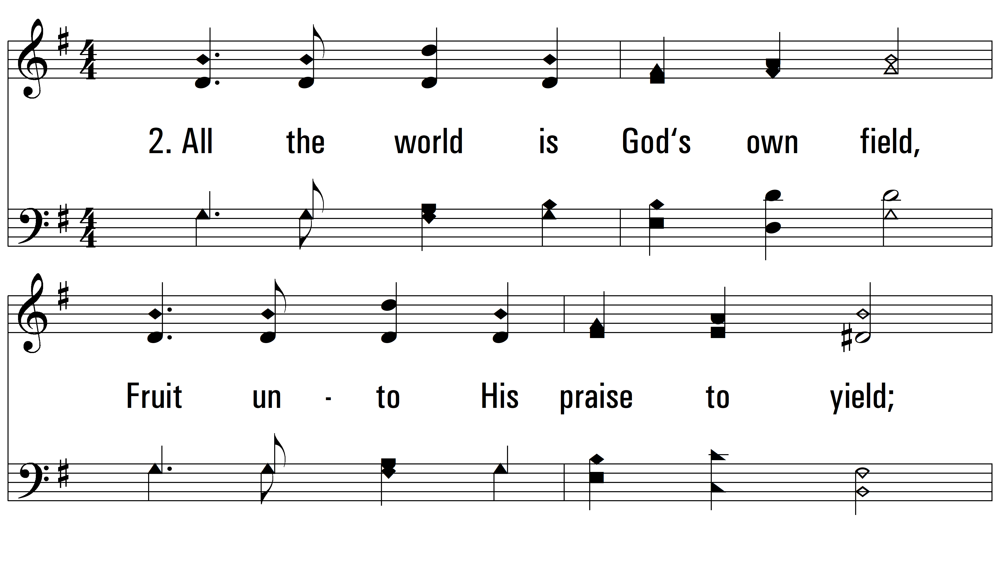 2. All the world is God‘s own field,
Fruit un - to His praise to yield;